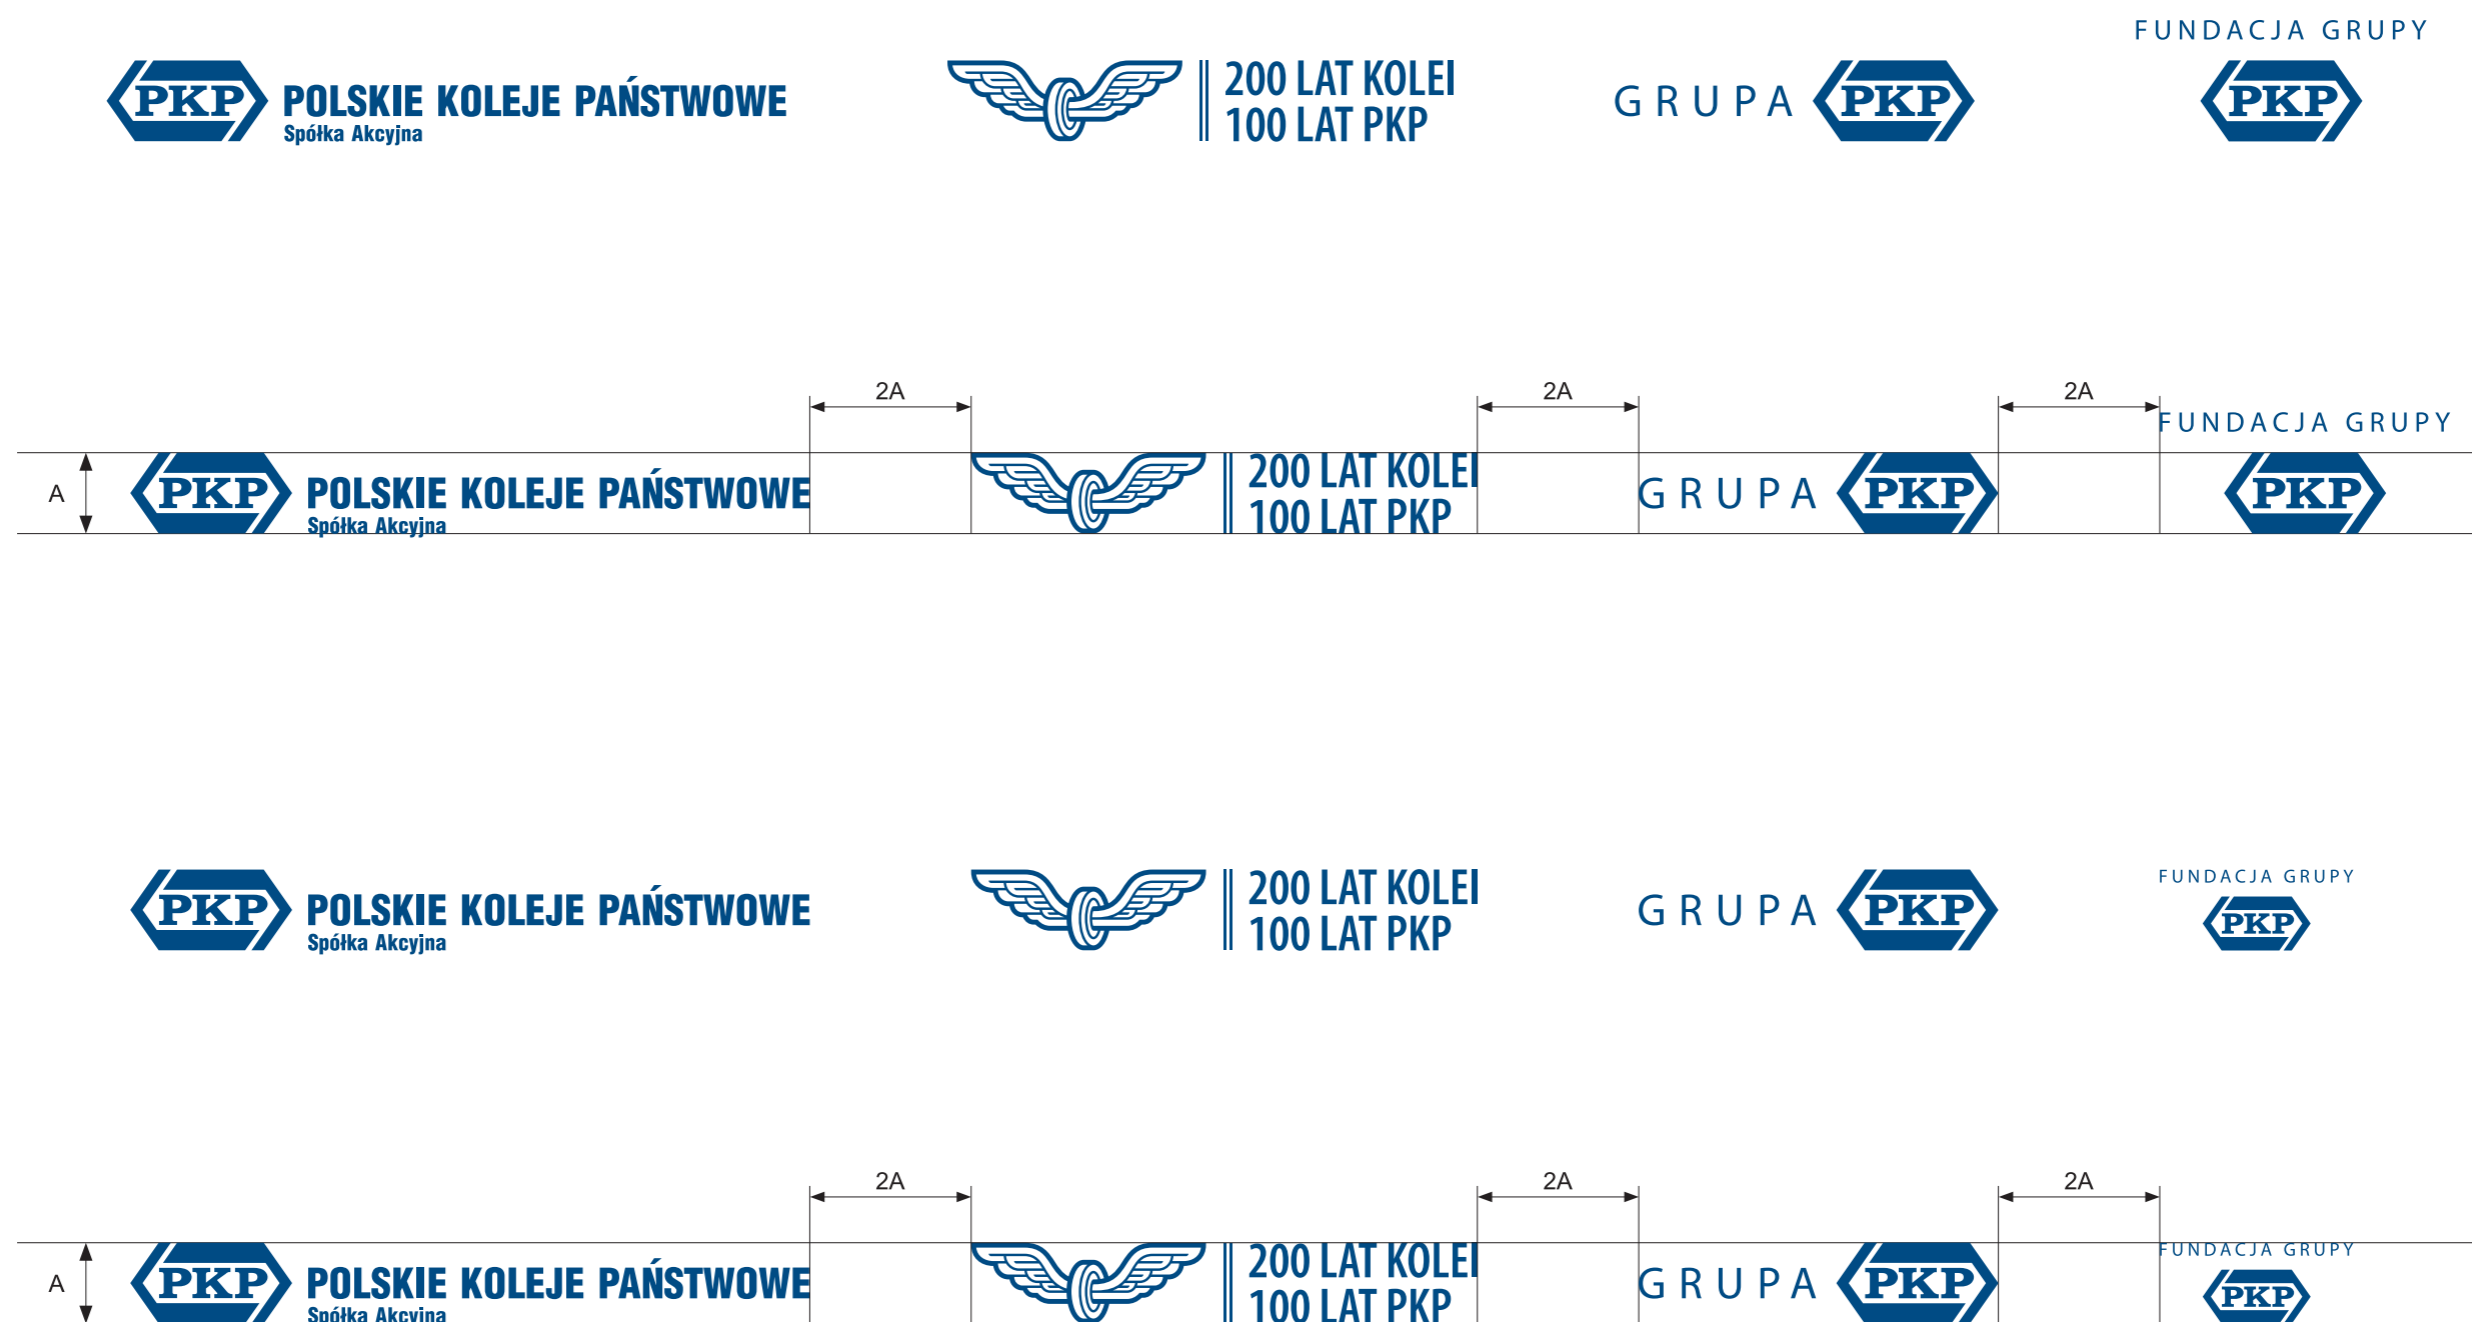 FUNDACJA GRUPY
PKP POLSKIE KOLEJE PAŃSTWOWE
Spółka Akcyjna
200 LAT KOLEI
100 LAT PKP
GRUPA PKP
PKP
2A
2A
2A
FUNDACJA GRUPY
A
PKP POLSKIE KOLEJE PAŃSTWOWE
Spółka Akcyjna
200 LAT KOLEI
100 LAT PKP
GRUPA PKP
PKP
PKP POLSKIE KOLEJE PAŃSTWOWE
Spółka Akcyjna
200 LAT KOLEI
100 LAT PKP
GRUPA PKP
FUNDACJA GRUPY
PKP
2A
2A
2A
A
PKP POLSKIE KOLEJE PAŃSTWOWE
Spółka Akcyjna
200 LAT KOLEI
100 LAT PKP
GRUPA PKP
FUNDACJA GRUPY
PKP